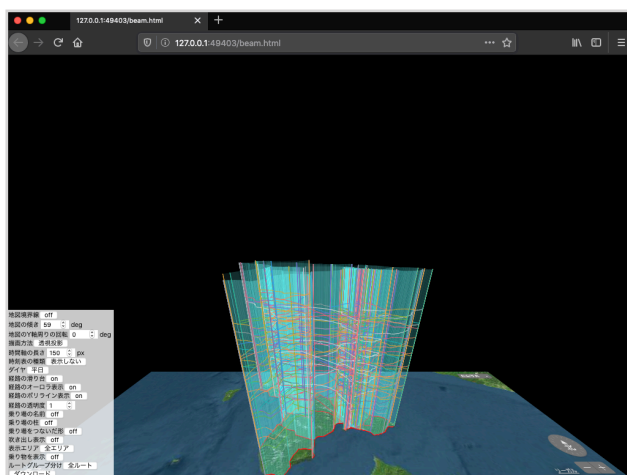 127.0.0.1:49403/beam.html
127.0.0.1:49403/beam.html
地図境界線 off
地図の傾き 59 deg
地図のY軸周りの回転 0 deg
描画方法 透視投影
時間軸の長さ 150 px
時刻表の種類 表示しない
ダイヤ 平日
経路の滑り台 on
経路のオーロラ表示 on
経路のポリライン表示 on
経路の透明度 1
乗り場の名前 off
乗り場の柱 off
乗り場をつないだ形 off
吹き出し表示 off
表示エリア 全エリア
乗り物を表示 off
ルートグループ分け 全ルート
ダウンロード